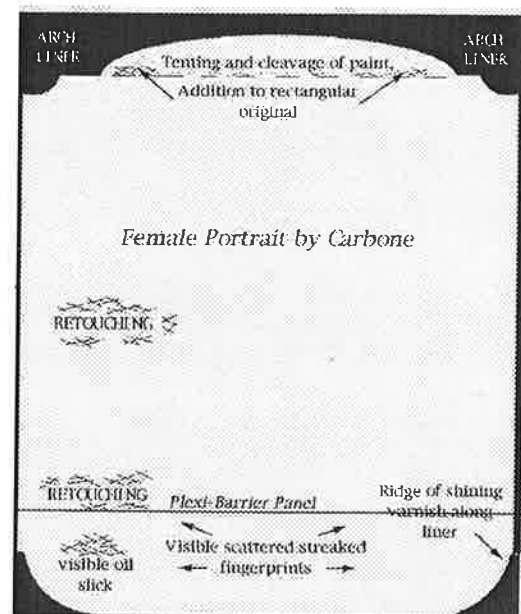 ARCH
LINER
ARCH
LINER
Tenting and cleavage of paint,
Addition to rectangular
original
Female Portrait by Carbone
RETOUCHING
RETOUCHING
Plexi-Barrier Panel
Ridge of shining
varnish along
liner
Visible scattered streaked
fingerprints
visible oil
slick